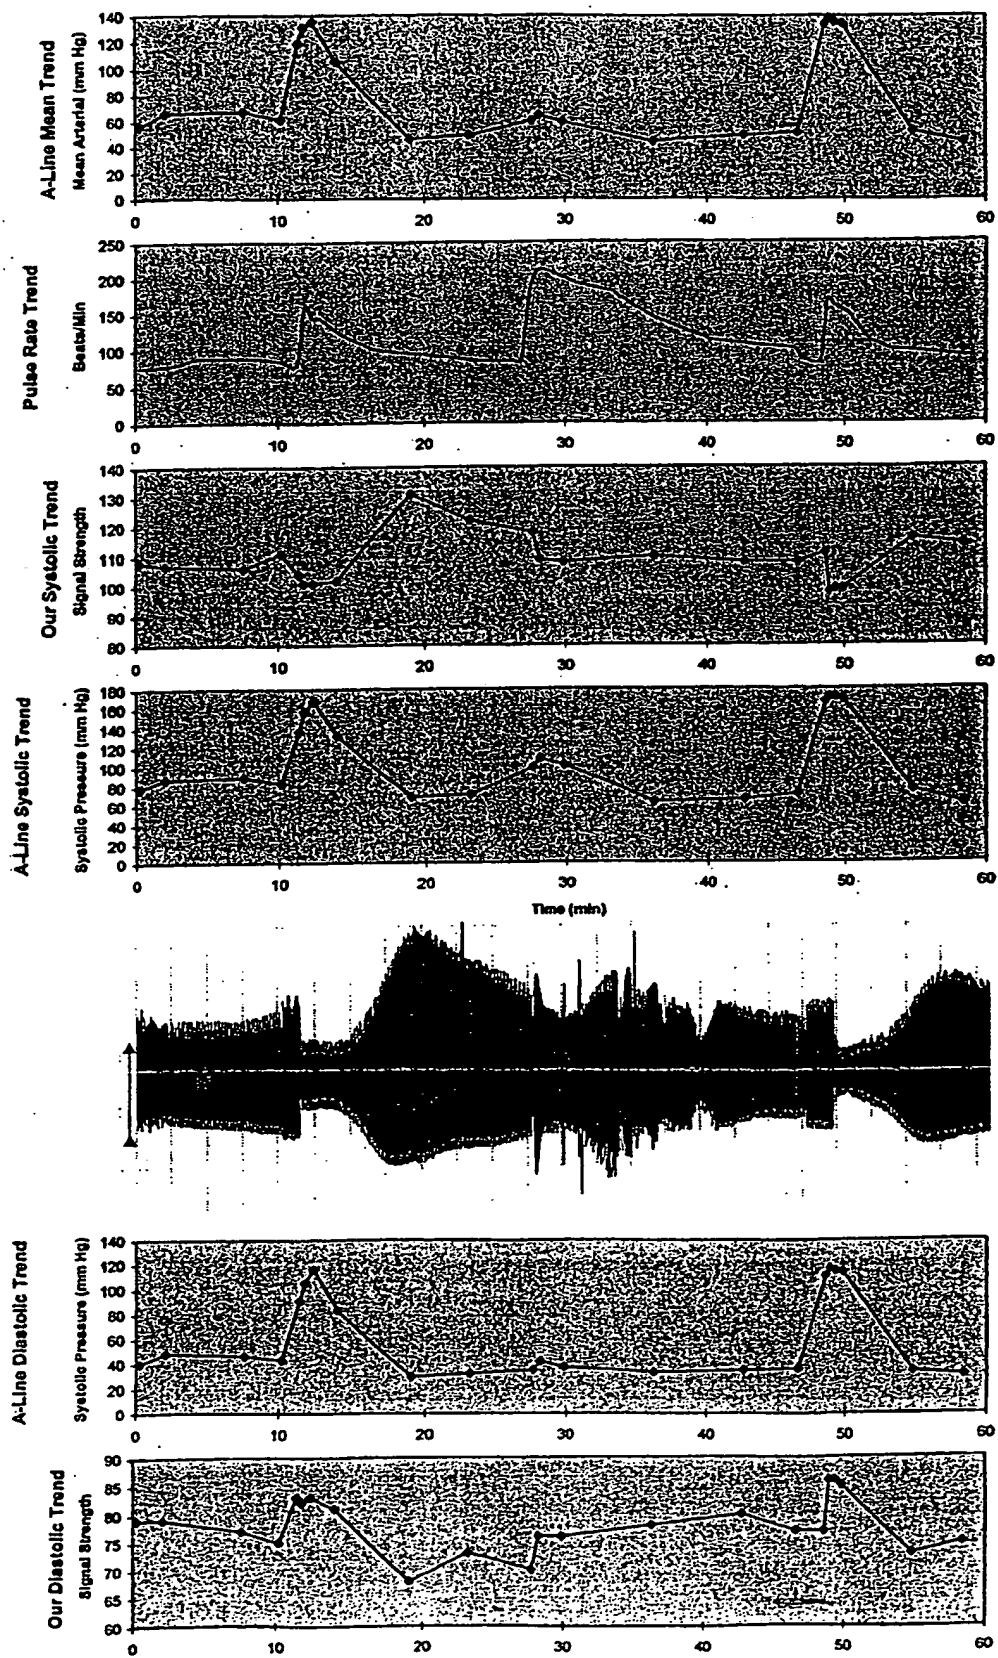 A-Line Mean Trend
Mean Arterial (mm Hg)
140
120
100
80
60
40
20
0
0 10 20 30 40 50 60
Pulse Rate Trend
Beats/Min
250
200
150
100
50
0
0 10 20 30 40 50 60
Our Systolic Trend
Signal Strength
140
130
120
110
100
90
80
0 10 20 30 40 50 60
A-Line Systolic Trend
Systolic Pressure (mm Hg)
180
160
140
120
100
80
60
40
20
0
0 10 20 30 40 50 60
Time (min)
A-Line Diastolic Trend
Systolic Pressure (mm Hg)
140
120
100
80
60
40
20
0
0 10 20 30 40 50 60
Our Diastolic Trend
Signal Strength
90
85
80
75
70
65
60
0 10 20 30 40 50 60